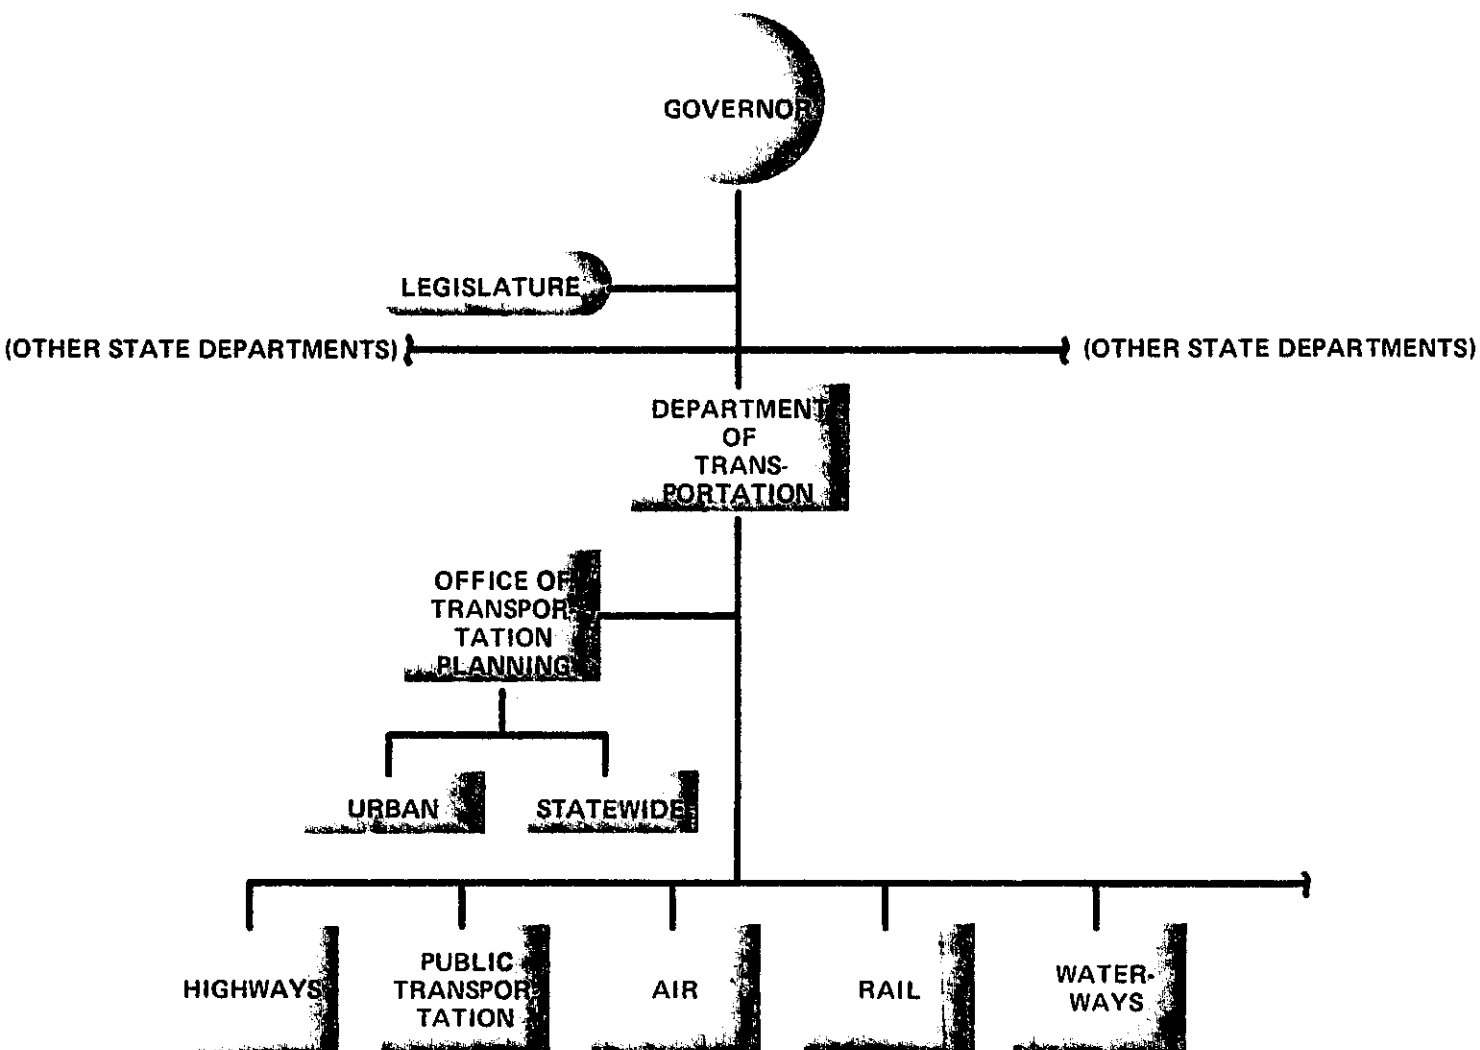 GOVERNOR
LEGISLATURE
(OTHER STATE DEPARTMENTS)
(OTHER STATE DEPARTMENTS)
DEPARTMENT
OF
TRANS-
PORTATION
OFFICE OF
TRANSPOR-
TATION
PLANNING
URBAN
STATEWIDE
HIGHWAYS
PUBLIC
TRANSPOR
TATION
AIR
RAIL
WATER-
WAYS